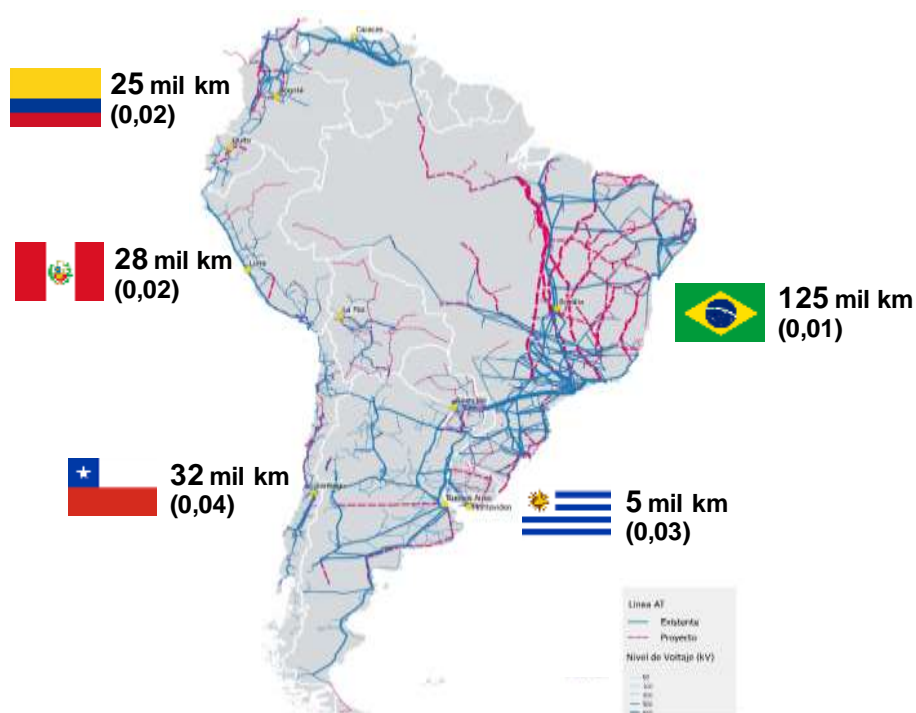 Caracas
25 mil km
(0,02)
Bogotá
Quito
28 mil km
(0,02)
Lima
La Paz
Brasilia
125 mil km
(0,01)
32 mil km
(0,04)
Santiago
Buenos Aires
Montevideo
5 mil km
(0,03)
Línea AT
Existente
Proyecto
Nivel de Voltaje (kV)